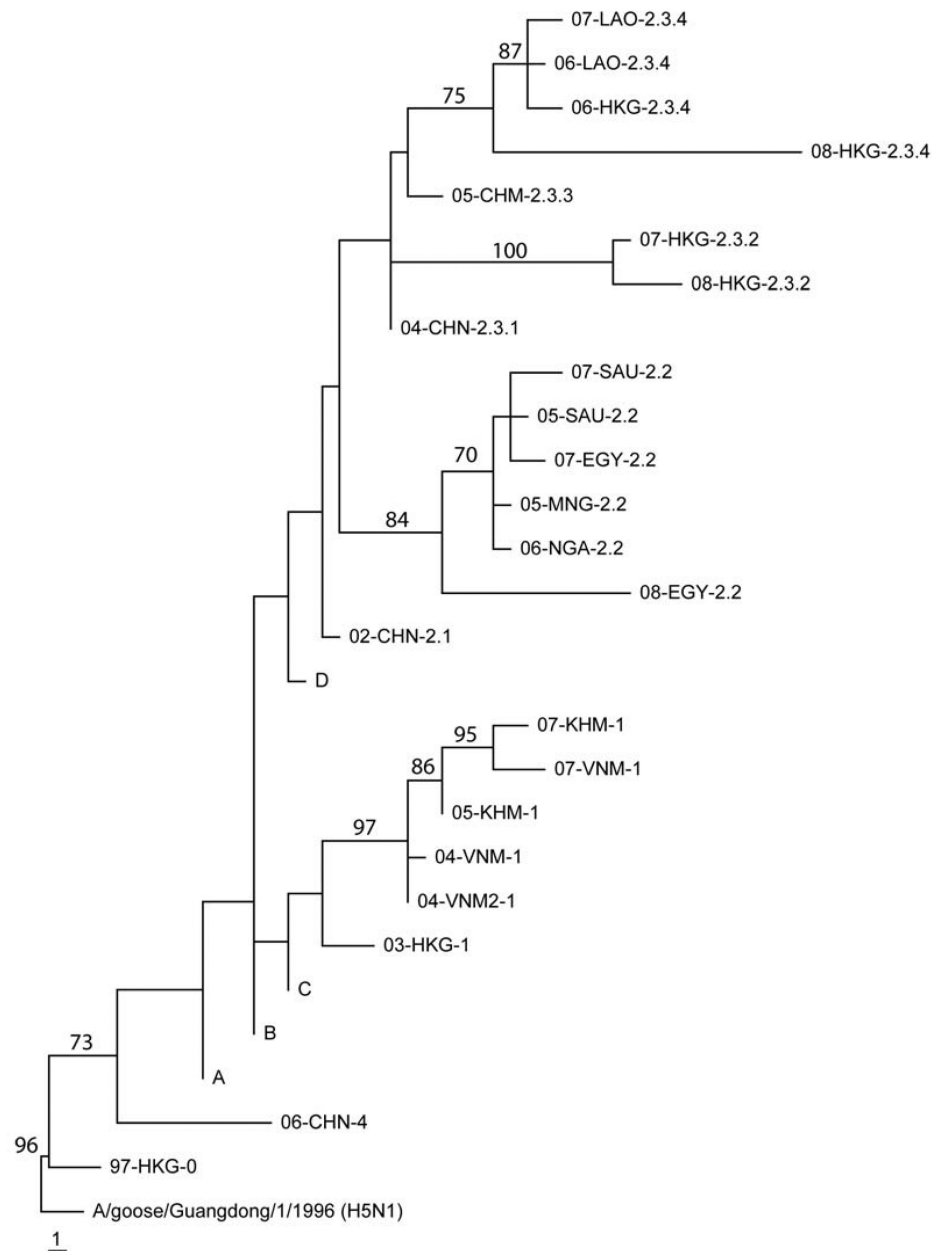 07-LAO-2.3.4
87
06-LAO-2.3.4
75
06-HKG-2.3.4
08-HKG-2.3.4
05-CHM-2.3.3
07-HKG-2.3.2
100
08-HKG-2.3.2
04-CHN-2.3.1
07-SAU-2.2
05-SAU-2.2
70
07-EGY-2.2
05-MNG-2.2
84
06-NGA-2.2
08-EGY-2.2
02-CHN-2.1
D
07-KHM-1
95
07-VNM-1
86
05-KHM-1
97
04-VNM-1
04-VNM2-1
03-HKG-1
C
B
73
A
06-CHN-4
96
97-HKG-0
A/goose/Guangdong/1/1996 (H5N1)
1